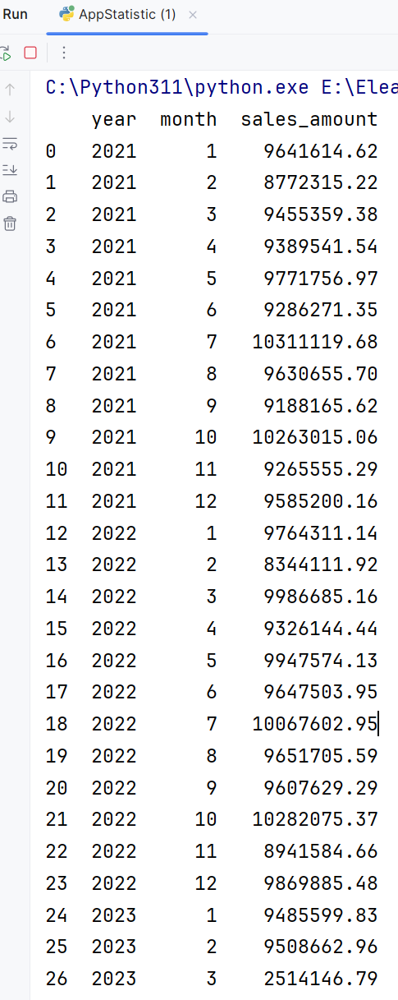 Run AppStatistic (1)
C:\Python311\python.exe E:\Elea
year month sales_amount
0 2021 1 9641614.62
1 2021 2 8772315.22
2 2021 3 9455359.38
3 2021 4 9389541.54
4 2021 5 9771756.97
5 2021 6 9286271.35
6 2021 7 10311119.68
7 2021 8 9630655.70
8 2021 9 9188165.62
9 2021 10 10263015.06
10 2021 11 9265555.29
11 2021 12 9585200.16
12 2022 1 9764311.14
13 2022 2 8344111.92
14 2022 3 9986685.16
15 2022 4 9326144.44
16 2022 5 9947574.13
17 2022 6 9647503.95
18 2022 7 10067602.95
19 2022 8 9651705.59
20 2022 9 9607629.29
21 2022 10 10282075.37
22 2022 11 8941584.66
23 2022 12 9869885.48
24 2023 1 9485599.83
25 2023 2 9508662.96
26 2023 3 2514146.79